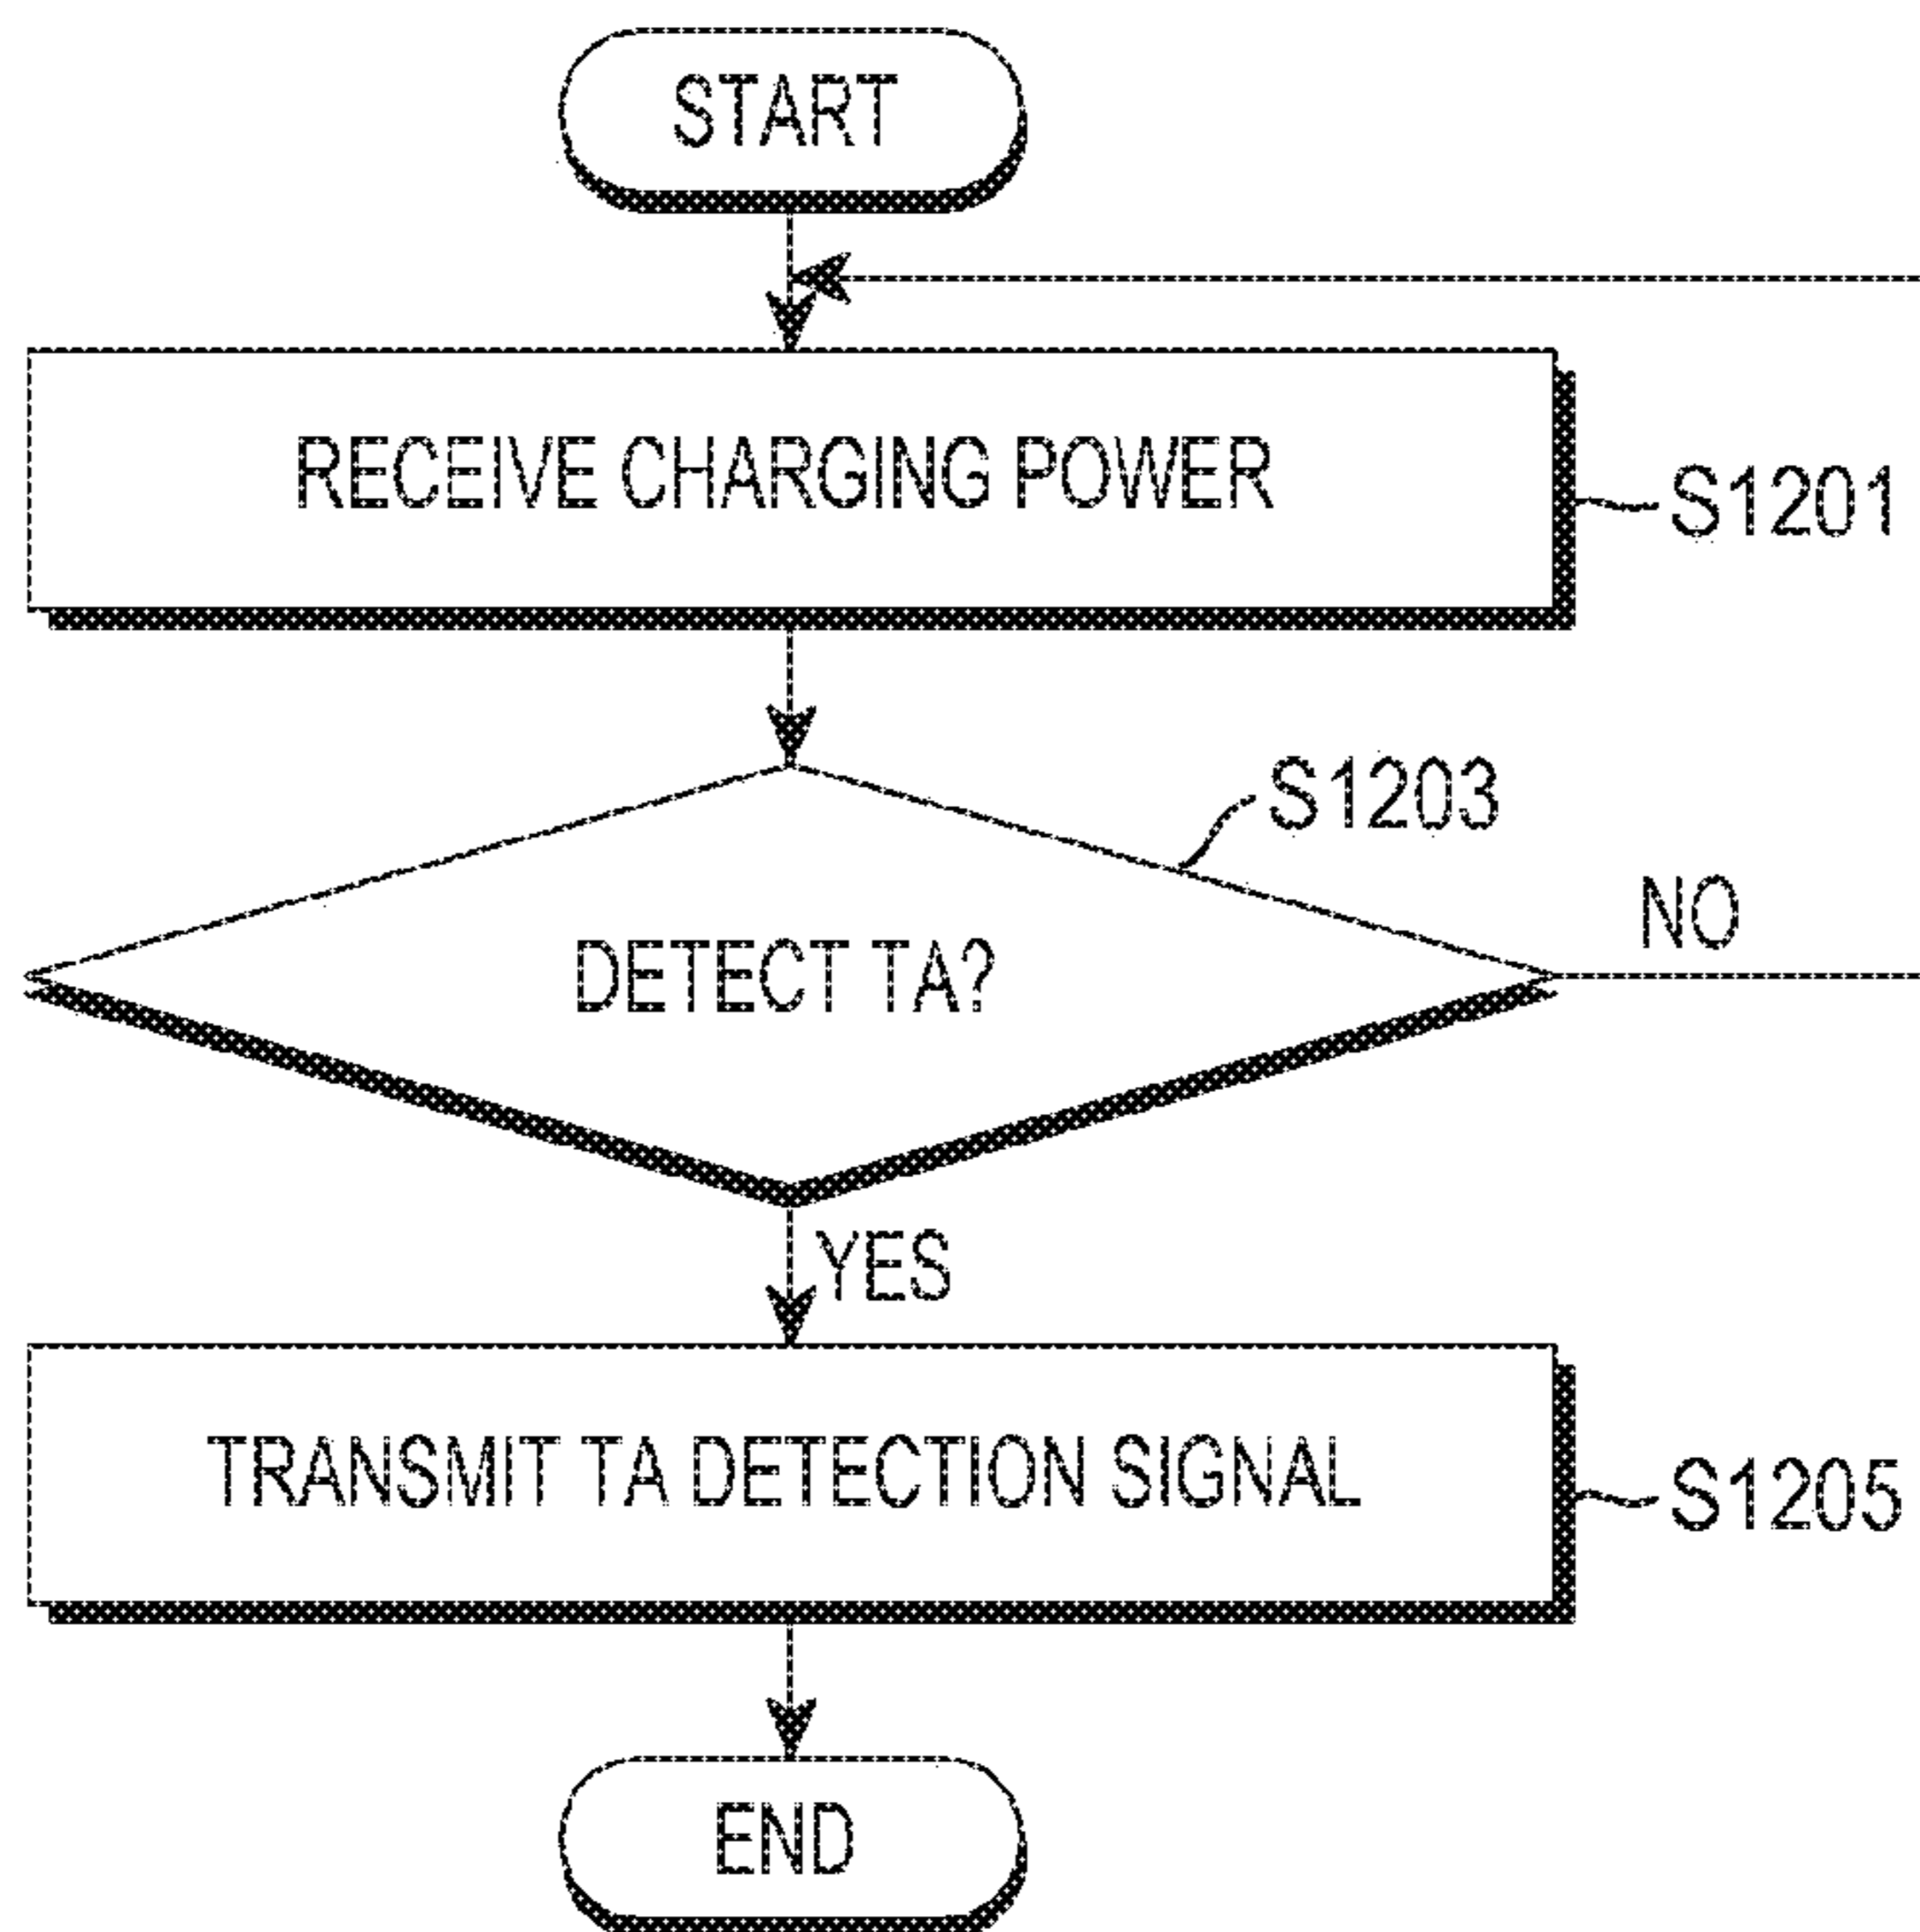 START
RECEIVE CHARGING POWER
S1201
S1203
DETECT TA?
NO
YES
TRANSMIT TA DETECTION SIGNAL
S1205
END